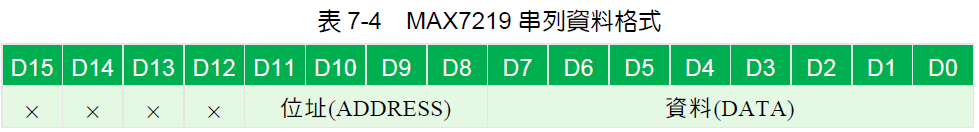 表 7-4 MAX7219 串列資料格式
D15 D14 D13 D12 D11 D10 D9 D8 D7 D6 D5 D4 D3 D2 D1 D0
× × × × 位址(ADDRESS) 資料(DATA)